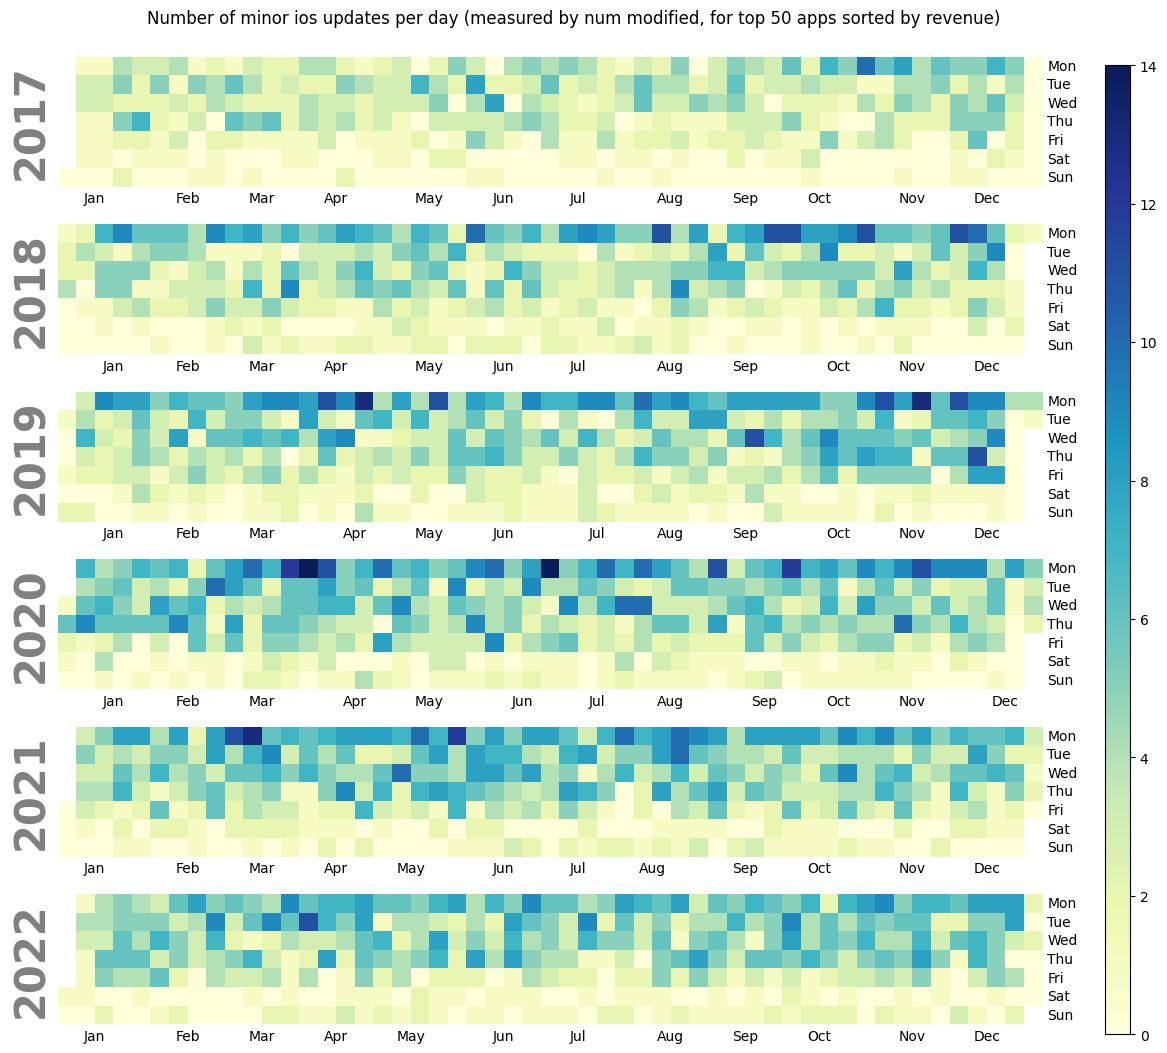 Number of minor ios updates per day (measured by num modified, for top 50 apps sorted by revenue)
2017
Mon
Tue
Wed
Thu
Fri
Sat
Sun
Jan Feb Mar Apr May Jun Jul Aug Sep Oct Nov Dec
2018
Mon
Tue
Wed
Thu
Fri
Sat
Sun
Jan Feb Mar Apr May Jun Jul Aug Sep Oct Nov Dec
2019
Mon
Tue
Wed
Thu
Fri
Sat
Sun
Jan Feb Mar Apr May Jun Jul Aug Sep Oct Nov Dec
2020
Mon
Tue
Wed
Thu
Fri
Sat
Sun
Jan Feb Mar Apr May Jun Jul Aug Sep Oct Nov Dec
2021
Mon
Tue
Wed
Thu
Fri
Sat
Sun
Jan Feb Mar Apr May Jun Jul Aug Sep Oct Nov Dec
2022
Mon
Tue
Wed
Thu
Fri
Sat
Sun
Jan Feb Mar Apr May Jun Jul Aug Sep Oct Nov Dec
14
12
10
8
6
4
2
0